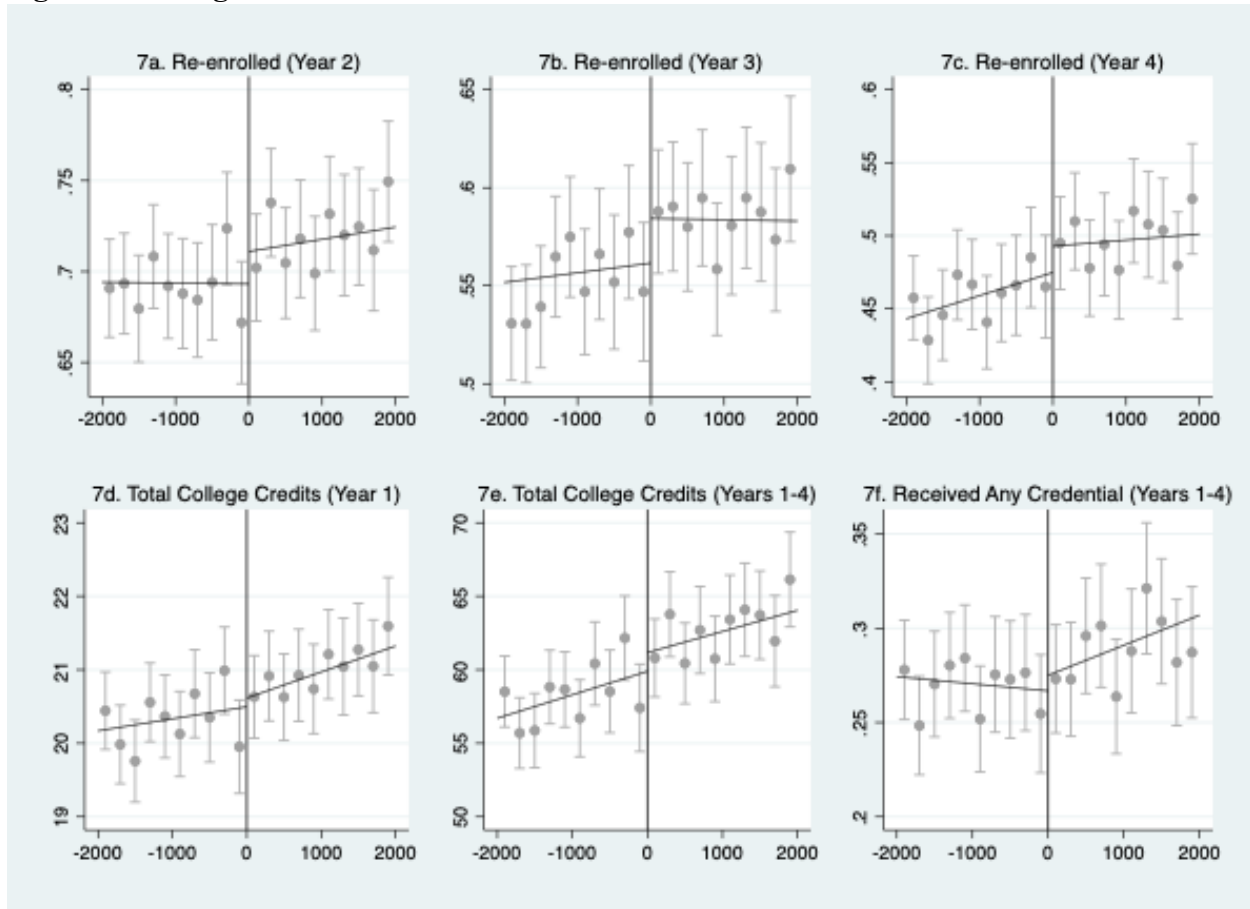 7a. Re-enrolled (Year 2)
.8
.75
.7
.65
-2000 -1000 0 1000 2000
7b. Re-enrolled (Year 3)
.65
.6
.55
.5
-2000 -1000 0 1000 2000
7c. Re-enrolled (Year 4)
.6
.55
.5
.45
.4
-2000 -1000 0 1000 2000
7d. Total College Credits (Year 1)
23
22
21
20
19
-2000 -1000 0 1000 2000
7e. Total College Credits (Years 1-4)
70
65
60
55
50
-2000 -1000 0 1000 2000
7f. Received Any Credential (Years 1-4)
.35
.3
.25
.2
-2000 -1000 0 1000 2000